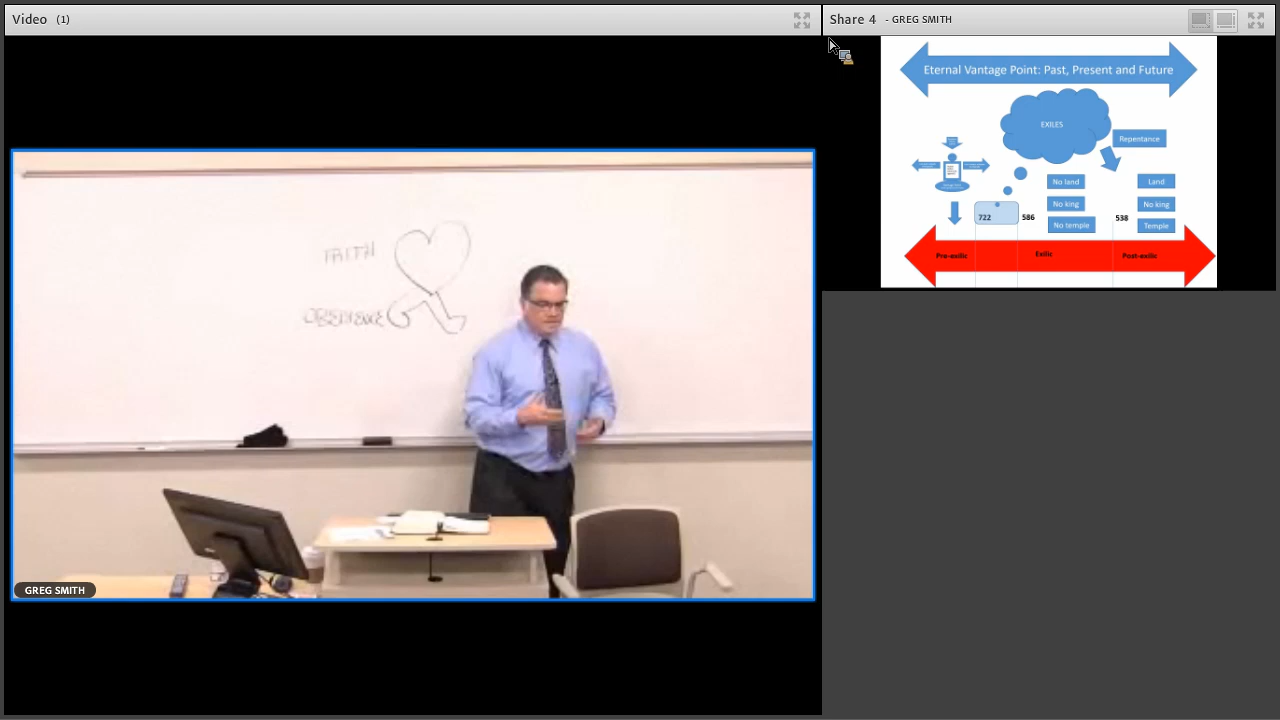 Video (1)
Share 4 - GREG SMITH
FAITH
OBEDIENCE
GREG SMITH
Eternal Vantage Point: Past, Present and Future
EXILES
Repentance
No land
Land
No king
No king
722
586
No temple
538
Temple
Pre-exilic
Exilic
Post-exilic